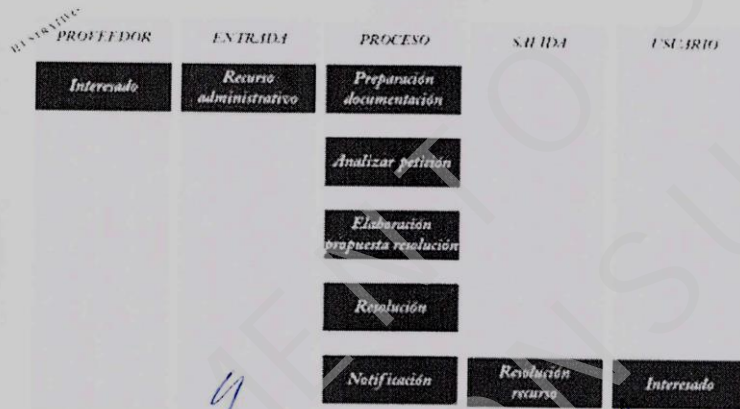 PROVEEDOR ENTRADA PROCESO SALIDA USUARIO
Interesado
Recurso
administrativo
Preparación
documentación
Analizar petición
Elaboración
propuesta resolución
Resolución
Notificación
Resolución
recurso
Interesado